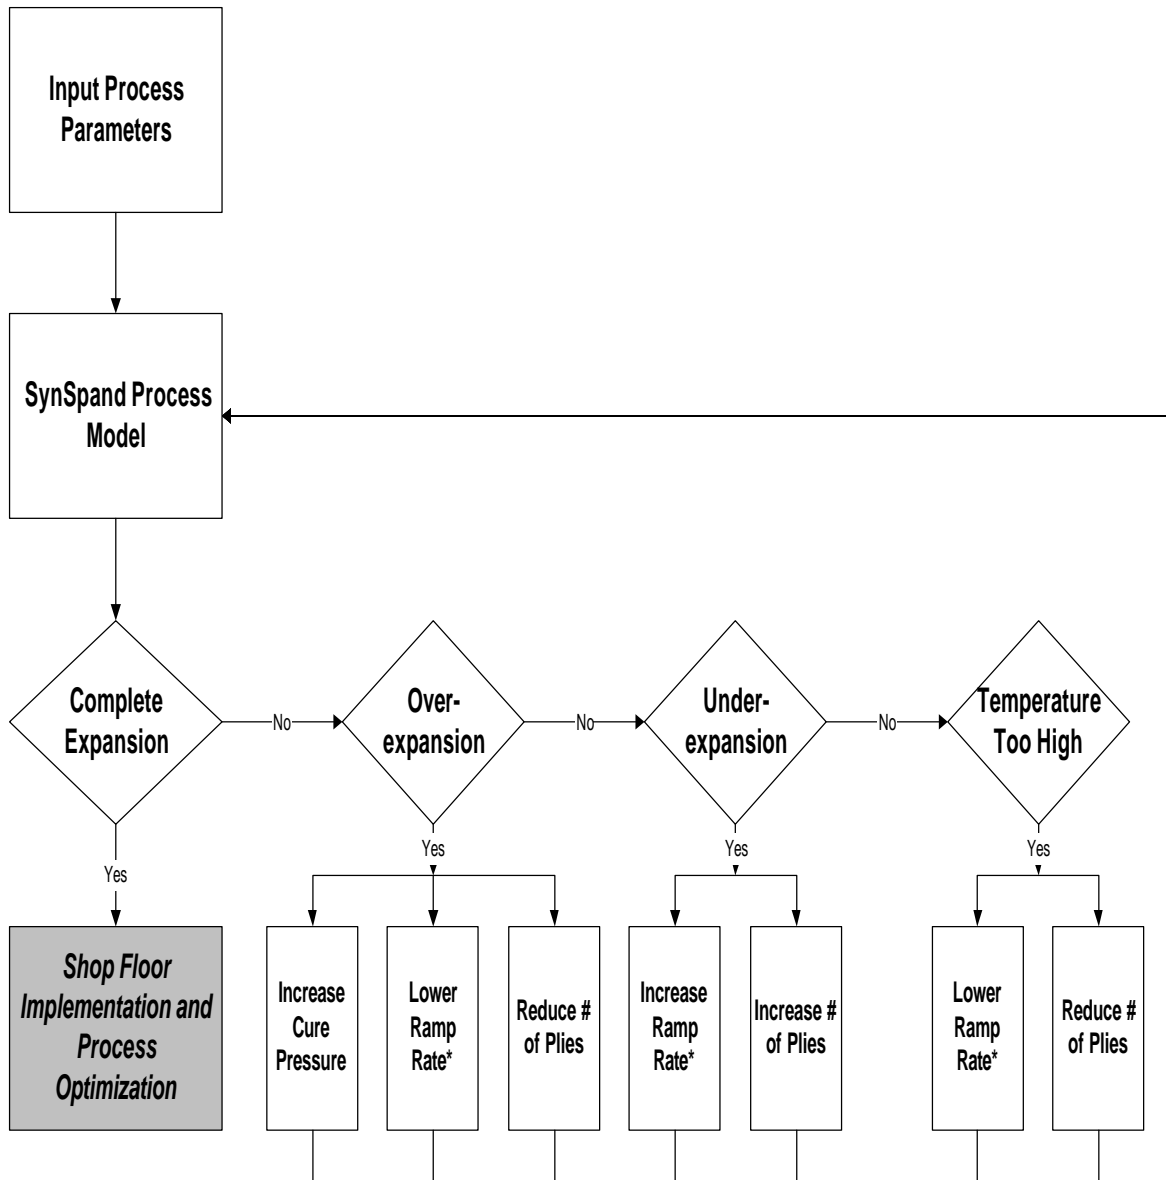 Input Process
Parameters
SynSpand Process
Model
Complete
Expansion
No
Over-
expansion
No
Under-
expansion
No
Temperature
Too High
Yes
Yes
Yes
Yes
Shop Floor
Implementation and
Process
Optimization
Increase
Cure
Pressure
Lower
Ramp
Rate*
Reduce #
of Plies
Increase
Ramp
Rate*
Increase #
of Plies
Lower
Ramp
Rate*
Reduce #
of Plies